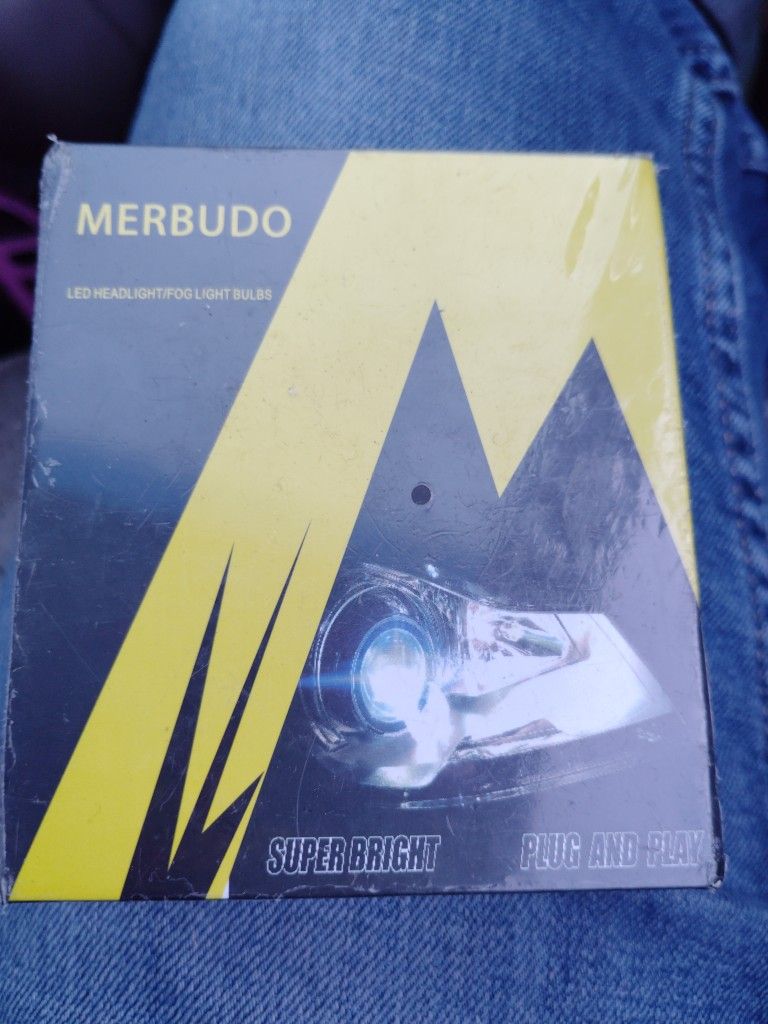 MERBUDO
LED HEADLIGHT/FOG LIGHT BULBS
SUPER BRIGHT
PLUG AND PLAY